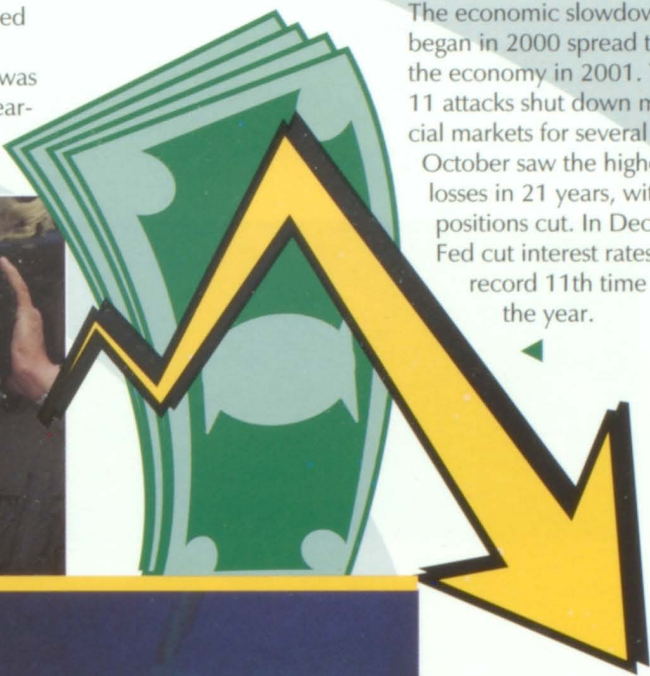 ed
was
ear-
The economic slowdow
began in 2000 spread t
the economy in 2001.
11 attacks shut down m
cial markets for several
October saw the highe
losses in 21 years, wit
positions cut. In Dec
Fed cut interest rates
record 11th time
the year.